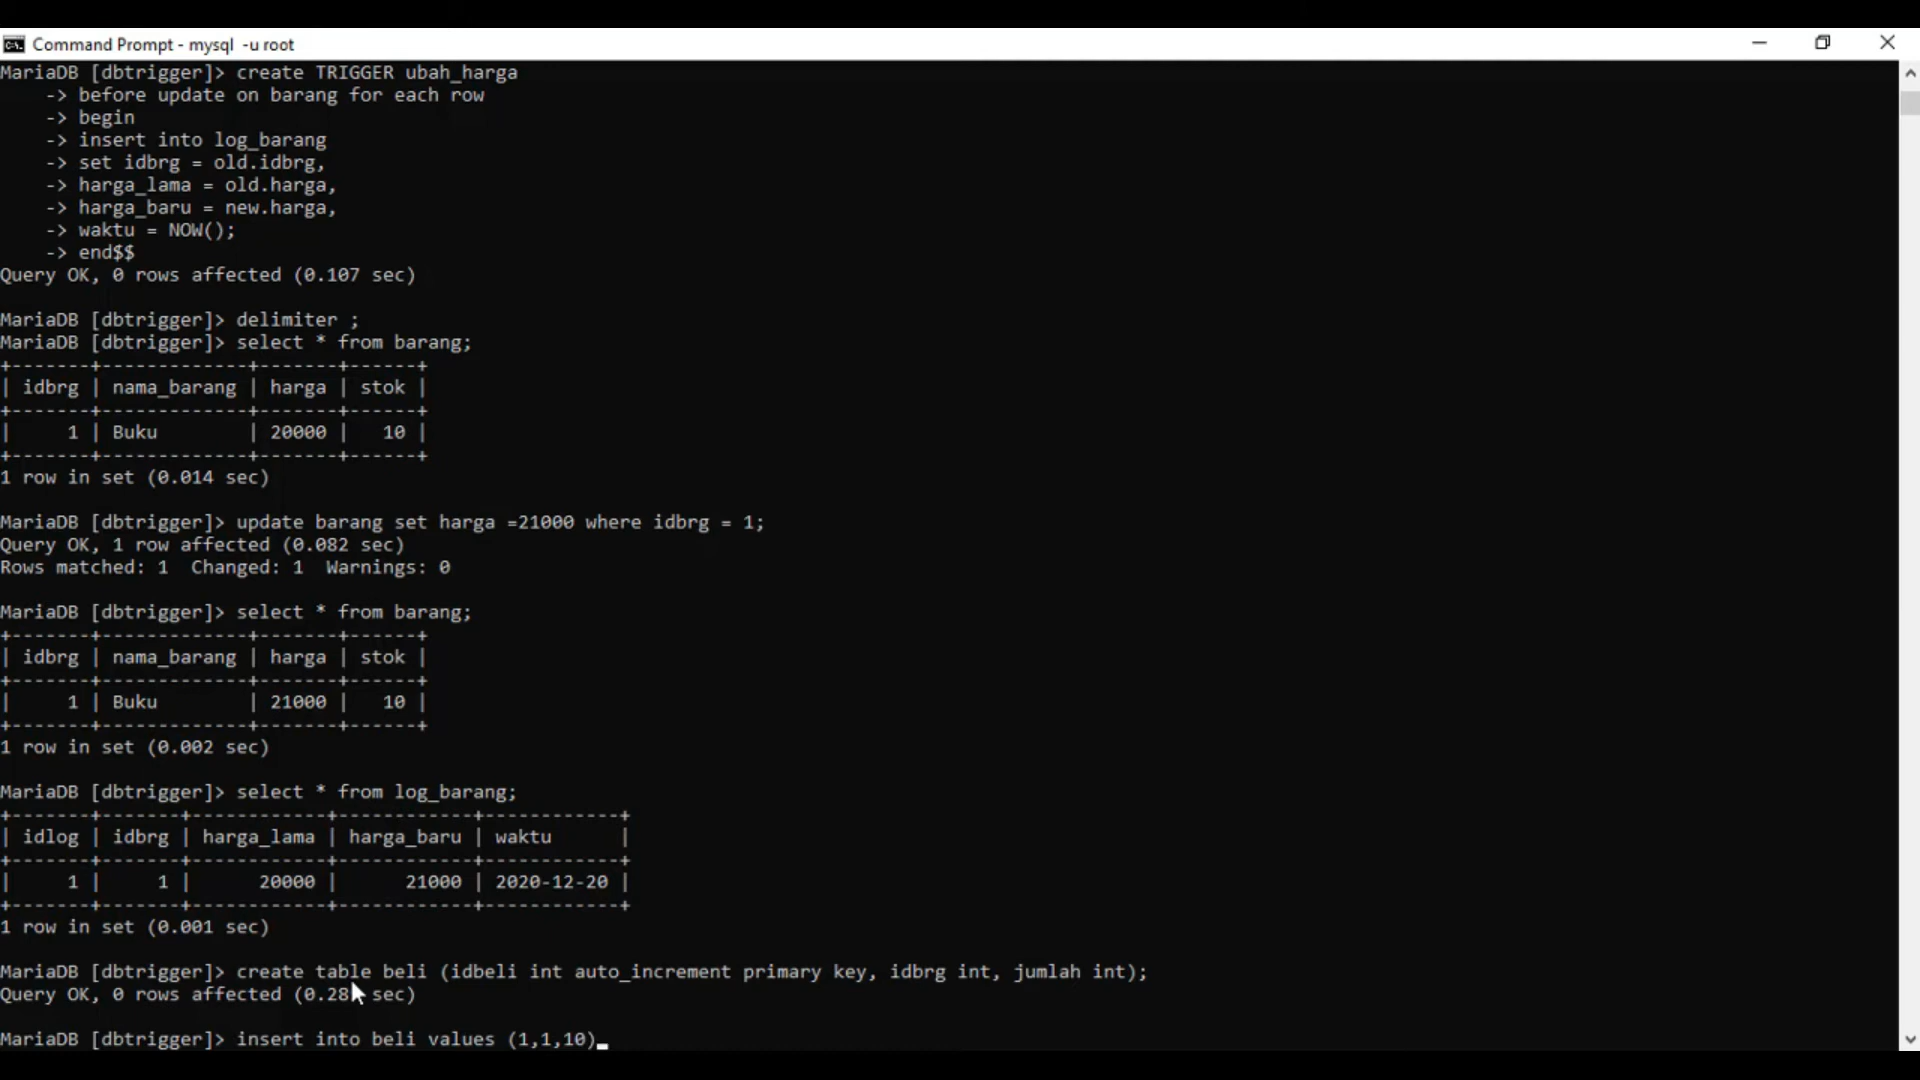 Command Prompt - mysql  -u root
MariaDB [dbtrigger]> create TRIGGER ubah_harga
    -> before update on barang for each row
    -> begin
    -> insert into log_barang
    -> set idbrg = old.idbrg,
    -> harga_lama = old.harga,
    -> harga_baru = new.harga,
    -> waktu = NOW();
    -> end$$
Query OK, 0 rows affected (0.107 sec)
MariaDB [dbtrigger]> delimiter ;
MariaDB [dbtrigger]> select * from barang;
+-------+-------------+-------+------+
| idbrg | nama_barang | harga | stok |
+-------+-------------+-------+------+
|     1 | Buku        | 20000 |   10 |
+-------+-------------+-------+------+
1 row in set (0.014 sec)
MariaDB [dbtrigger]> update barang set harga =21000 where idbrg = 1;
Query OK, 1 row affected (0.082 sec)
Rows matched: 1  Changed: 1  Warnings: 0
MariaDB [dbtrigger]> select * from barang;
+-------+-------------+-------+------+
| idbrg | nama_barang | harga | stok |
+-------+-------------+-------+------+
|     1 | Buku        | 21000 |   10 |
+-------+-------------+-------+------+
1 row in set (0.002 sec)
MariaDB [dbtrigger]> select * from log_barang;
+-------+-------+------------+------------+------------+
| idlog | idbrg | harga_lama | harga_baru | waktu      |
+-------+-------+------------+------------+------------+
|     1 |     1 |      20000 |      21000 | 2020-12-20 |
+-------+-------+------------+------------+------------+
1 row in set (0.001 sec)
MariaDB [dbtrigger]> create table beli (idbeli int auto_increment primary key, idbrg int, jumlah int);
Query OK, 0 rows affected sec)
MariaDB [dbtrigger]> insert into beli values (1,1,10)